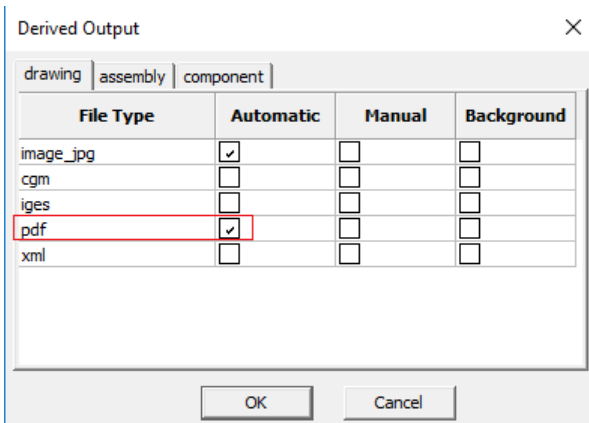 Derived Output
drawing assembly component
File Type Automatic Manual Background
image_jpg
cgm
iges
pdf
xml
OK Cancel